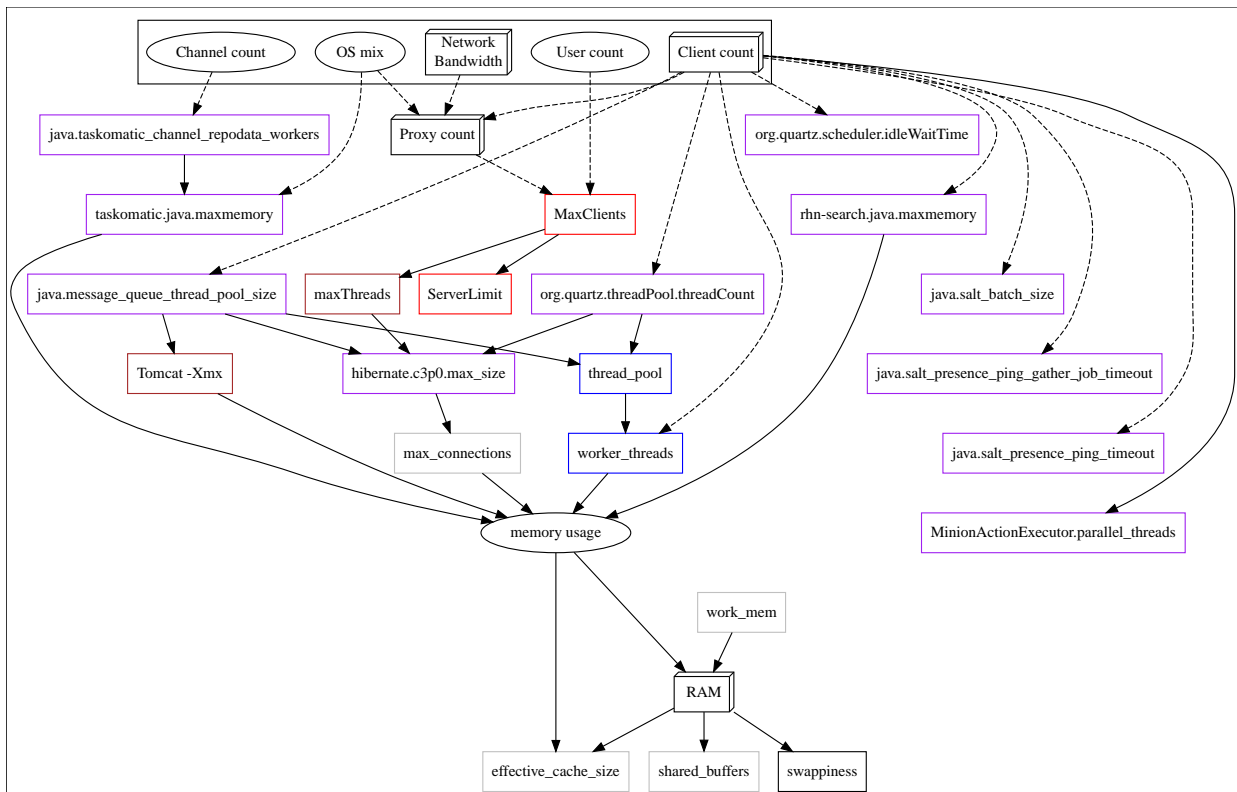 Channel count
OS mix
Network
Bandwidth
User count
Client count
java.taskomatic_channel_repodata_workers
Proxy count
org.quartz.scheduler.idleWaitTime
taskomatic.java.maxmemory
MaxClients
rhn-search.java.maxmemory
java.message_queue_thread_pool_size
maxThreads
ServerLimit
org.quartz.threadPool.threadCount
java.salt_batch_size
Tomcat -Xmx
hibernate.c3p0.max_size
thread_pool
java.salt_presence_ping_gather_job_timeout
max_connections
worker_threads
java.salt_presence_ping_timeout
memory usage
MinionActionExecutor.parallel_threads
work_mem
RAM
effective_cache_size
shared_buffers
swappiness